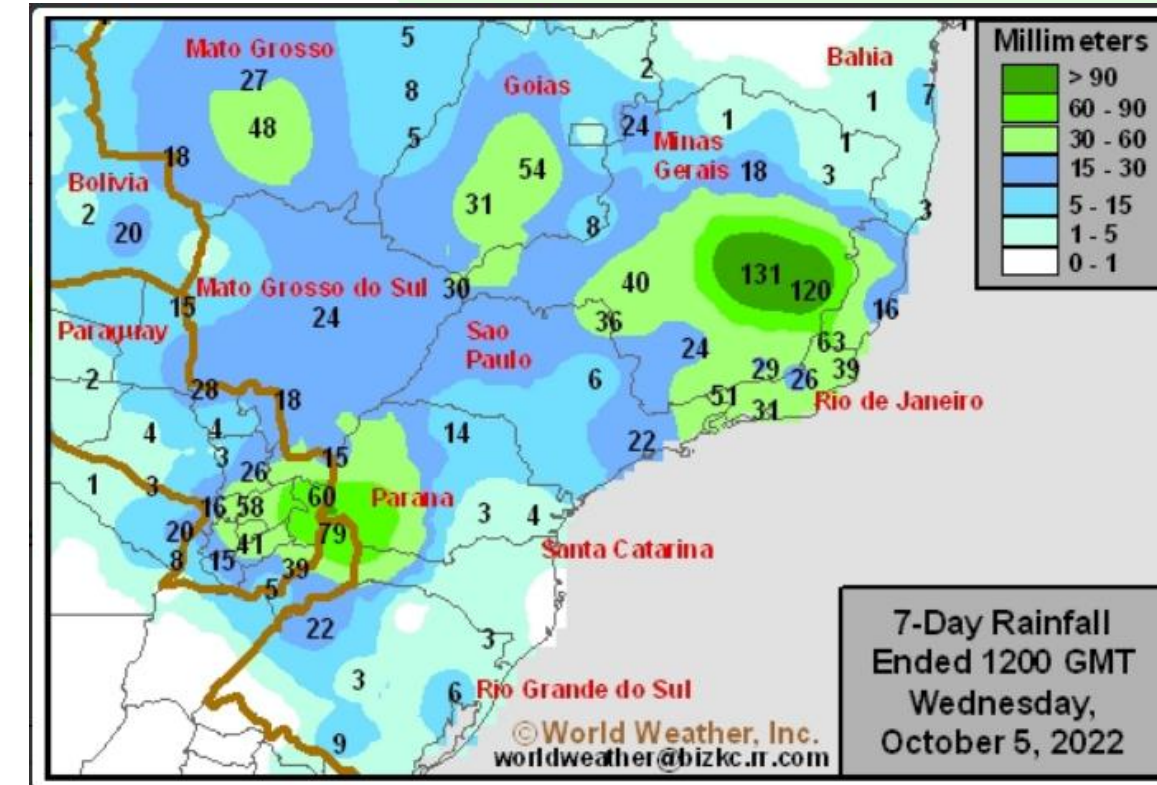 Mato Grosso
27
48
5
8
5
Goias
54
31
2
24
Minas
Gerais 18
Bahia
1
1
1
7
3
3
1
Millimeters
> 90
60 - 90
30 - 60
15 - 30
5 - 15
1 - 5
0 - 1
18
Bolivia
2
20
8
131
120
40
36
16
63
Mato Grosso do Sul 30
24
15
Paraguay
2
Sao
Paulo
24
6
29
26
39
51
31
Rio de Janeiro
28
18
14
22
4
4
3
15
26
1
3
16
58
60
Parana
3
4
20
41
79
Santa Catarina
8
15
39
5
22
3
3
6
Rio Grande do Sul
9
©World Weather, Inc.
worldweather@bizkc.rr.com
7-Day Rainfall
Ended 1200 GMT
Wednesday,
October 5, 2022